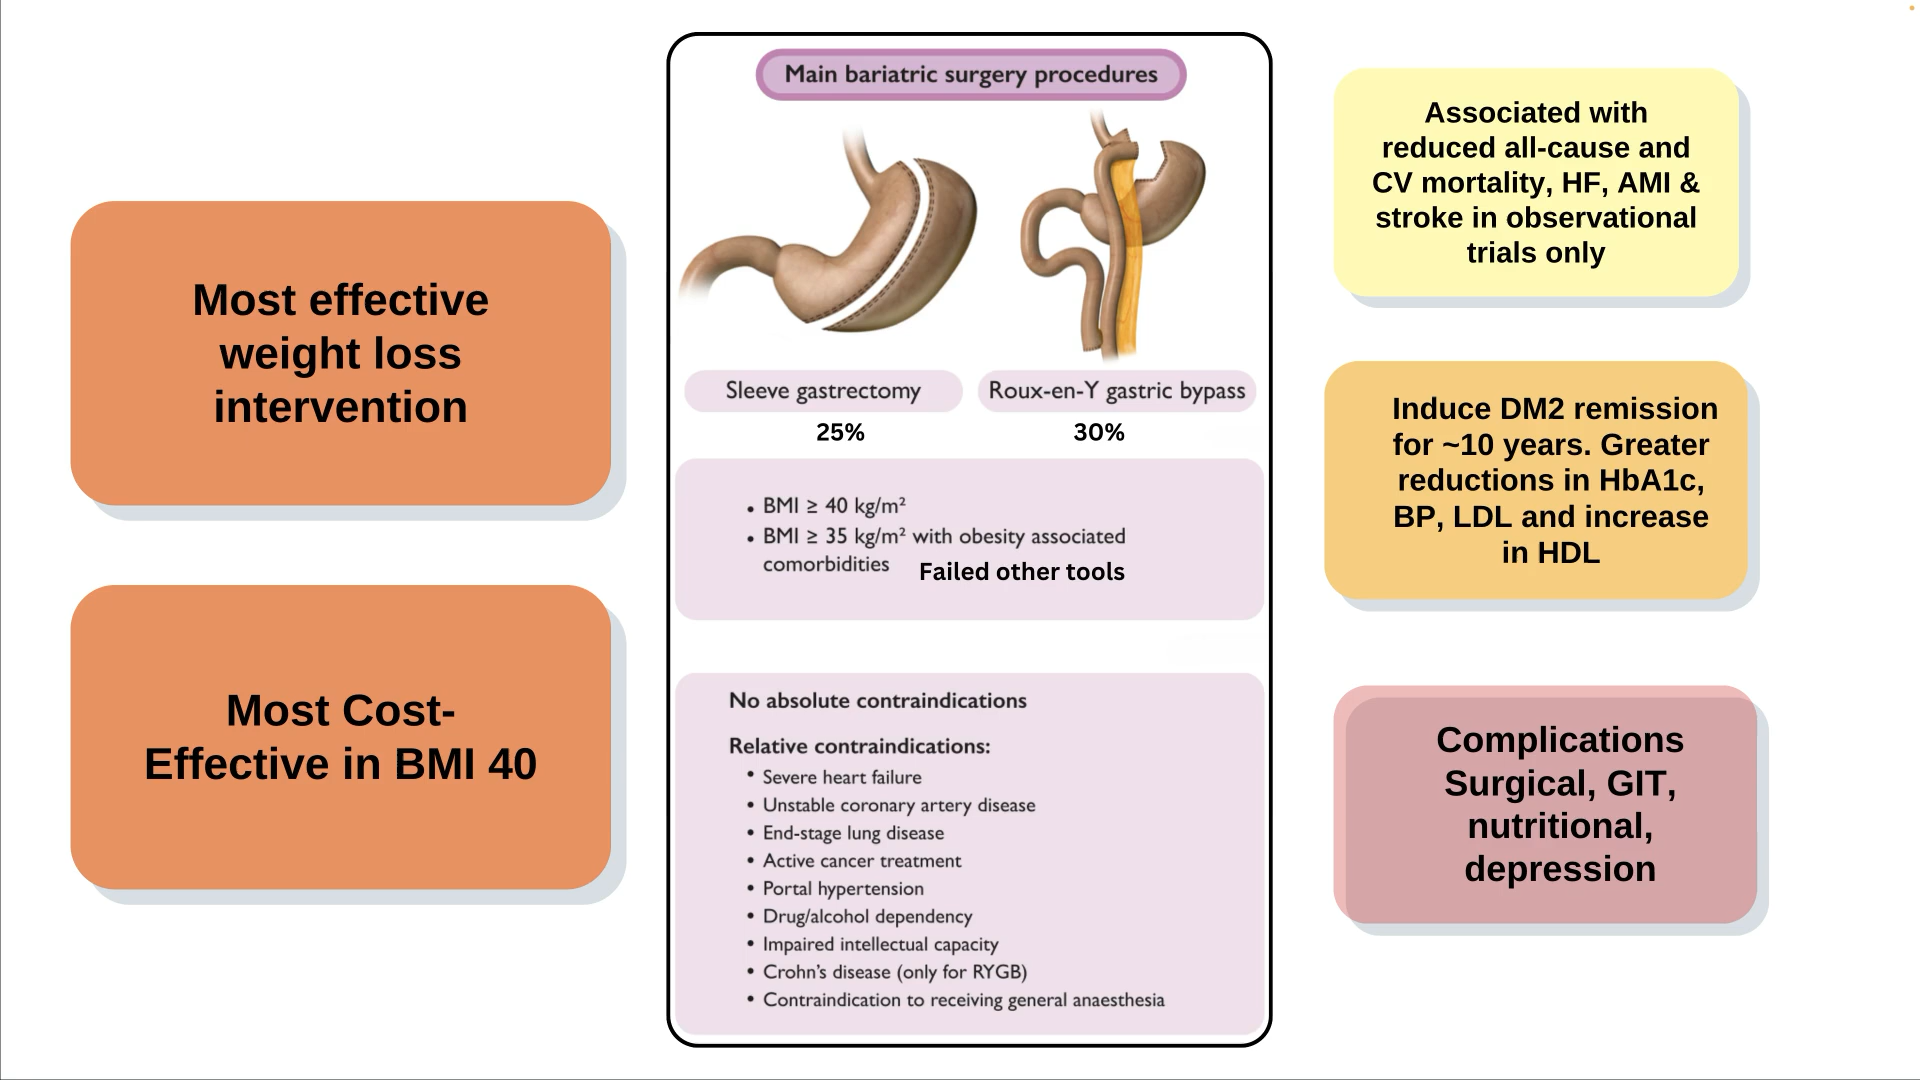 Most effective
weight loss
intervention
Most Cost-
Effective in BMI 40
Main bariatric surgery procedures
Sleeve gastrectomy
Roux-en-Y gastric bypass
25%
30%
• BMI ≥ 40 kg/m²
• BMI ≥ 35 kg/m² with obesity associated
comorbidities
Failed other tools
No absolute contraindications
Relative contraindications:
• Severe heart failure
• Unstable coronary artery disease
• End-stage lung disease
• Active cancer treatment
• Portal hypertension
• Drug/alcohol dependency
• Impaired intellectual capacity
• Crohn’s disease (only for RYGB)
• Contraindication to receiving general anaesthesia
Associated with
reduced all-cause and
CV mortality, HF, AMI &
stroke in observational
trials only
Induce DM2 remission
for ~10 years. Greater
reductions in HbA1c,
BP, LDL and increase
in HDL
Complications
Surgical, GIT,
nutritional,
depression